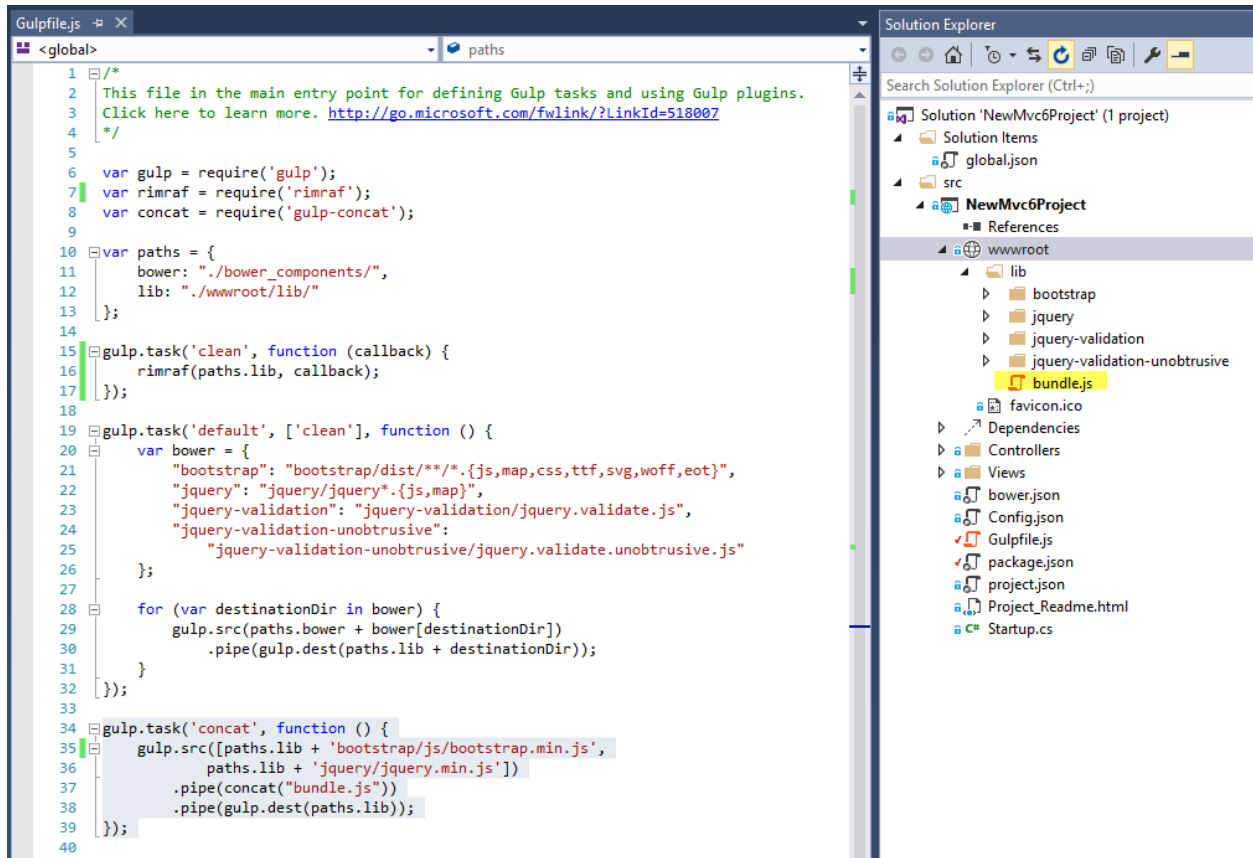 Gulpfile.js
<global>
paths
1 /*
2 This file in the main entry point for defining Gulp tasks and using Gulp plugins.
3 Click here to learn more. http://go.microsoft.com/fwlink/?LinkId=518007
4 */
5
6 var gulp = require('gulp');
7 var rimraf = require('rimraf');
8 var concat = require('gulp-concat');
9
10 var paths = {
11     bower: "./bower_components/",
12     lib: "./wwwroot/lib/"
13 };
14
15 gulp.task('clean', function (callback) {
16     rimraf(paths.lib, callback);
17 });
18
19 gulp.task('default', ['clean'], function () {
20     var bower = {
21         "bootstrap": "bootstrap/dist/**/*.{js,map,css,ttf,svg,woff,eot}",
22         "jquery": "jquery/jquery*.{js,map}",
23         "jquery-validation": "jquery-validation/jquery.validate.js",
24         "jquery-validation-unobtrusive":
25             "jquery-validation-unobtrusive/jquery.validate.unobtrusive.js"
26     };
27
28     for (var destinationDir in bower) {
29         gulp.src(paths.bower + bower[destinationDir])
30             .pipe(gulp.dest(paths.lib + destinationDir));
31     }
32 });
33
34 gulp.task('concat', function () {
35     gulp.src([paths.lib + 'bootstrap/js/bootstrap.min.js',
36             paths.lib + 'jquery/jquery.min.js'])
37         .pipe(concat("bundle.js"))
38         .pipe(gulp.dest(paths.lib));
39 });
40
Solution Explorer
Search Solution Explorer (Ctrl+;)
Solution 'NewMvc6Project' (1 project)
Solution Items
global.json
src
NewMvc6Project
References
wwwroot
lib
bootstrap
jquery
jquery-validation
jquery-validation-unobtrusive
bundle.js
favicon.ico
Dependencies
Controllers
Views
bower.json
Config.json
Gulpfile.js
package.json
project.json
Project_Readme.html
C# Startup.cs